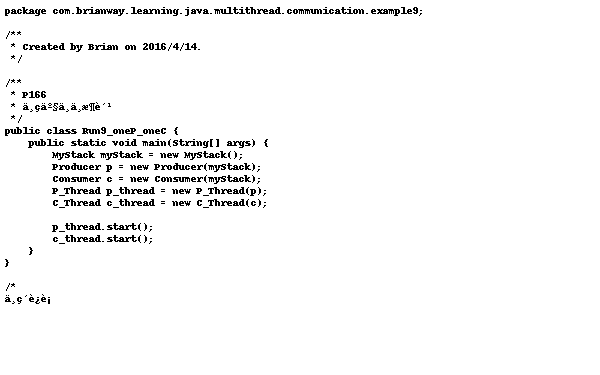 package com.brianway.learning.java.multithread.communication.example9;
/**
 * Created by Brian on 2016/4/14.
 */
/**
 * P166
 * ä¸çäº§ä¸ä¸æ¶è´¹
 */
public class Run9_oneP_oneC {
    public static void main(String[] args) {
        MyStack myStack = new MyStack();
        Producer p = new Producer(myStack);
        Consumer c = new Consumer(myStack);
        P_Thread p_thread = new P_Thread(p);
        C_Thread c_thread = new C_Thread(c);
        p_thread.start();
        c_thread.start();
    }
}
/*
ä¸ç´è¿è¡